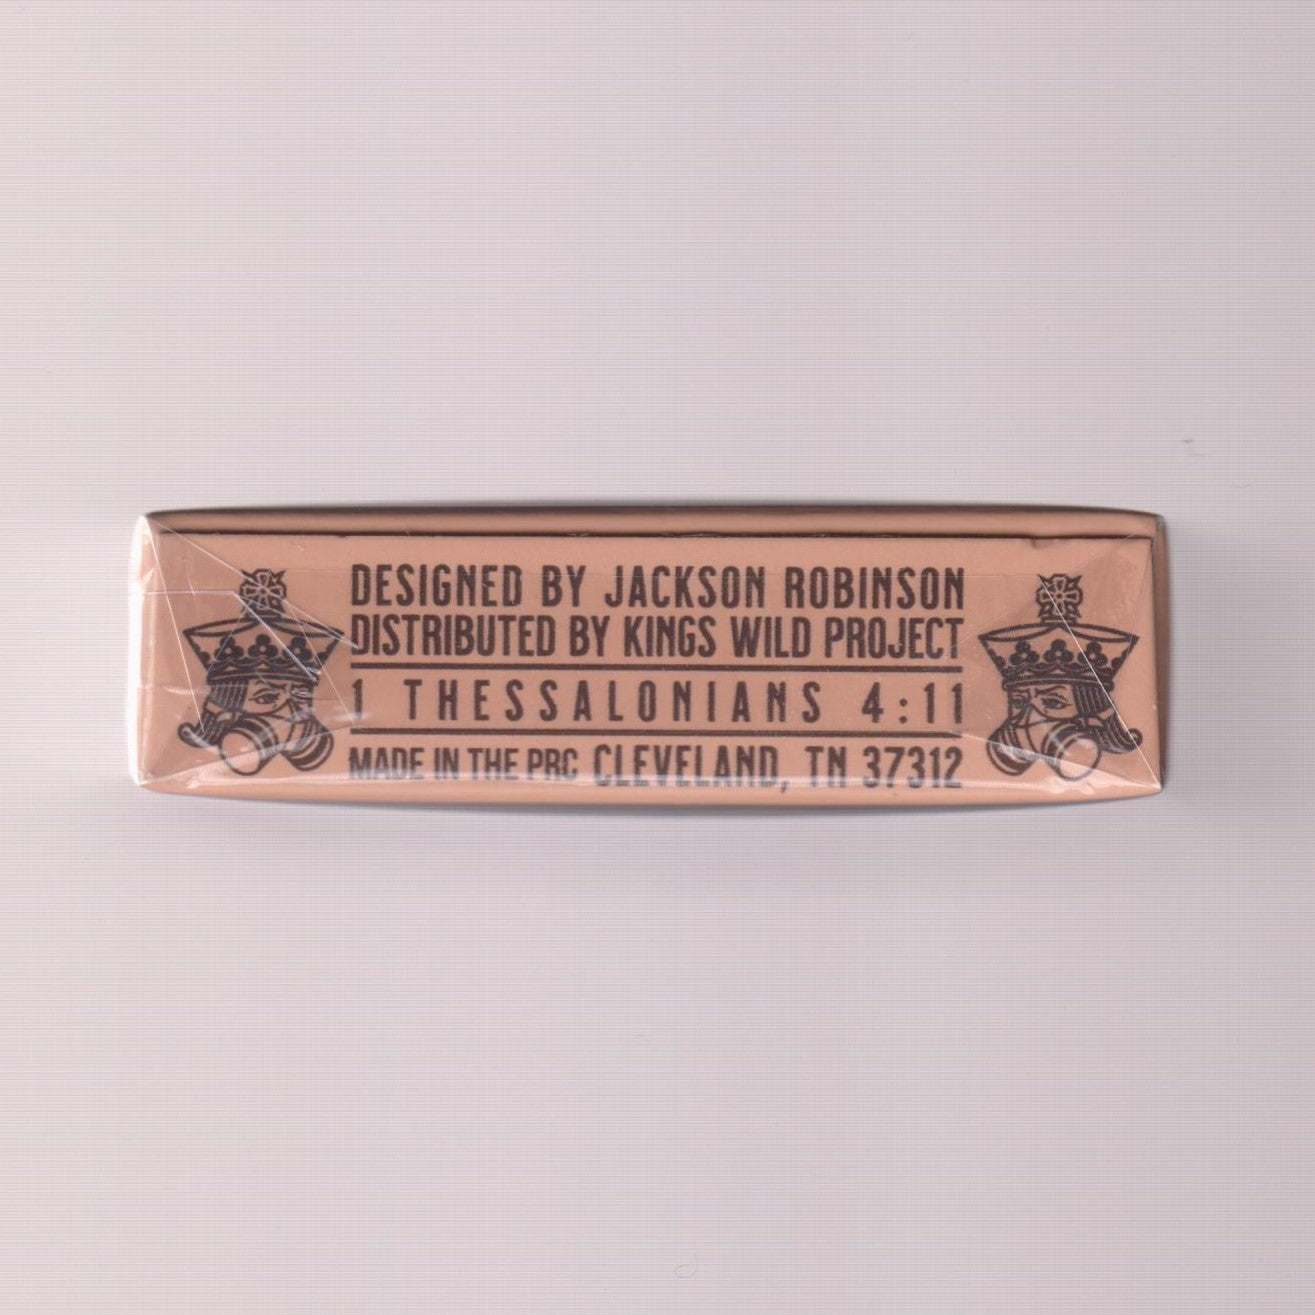 DESIGNED BY JACKSON ROBINSON
DISTRIBUTED BY KINGS WILD PROJECT
1 THESSALONIANS 4:11
MADE IN THE PRC CLEVELAND, TN 37312